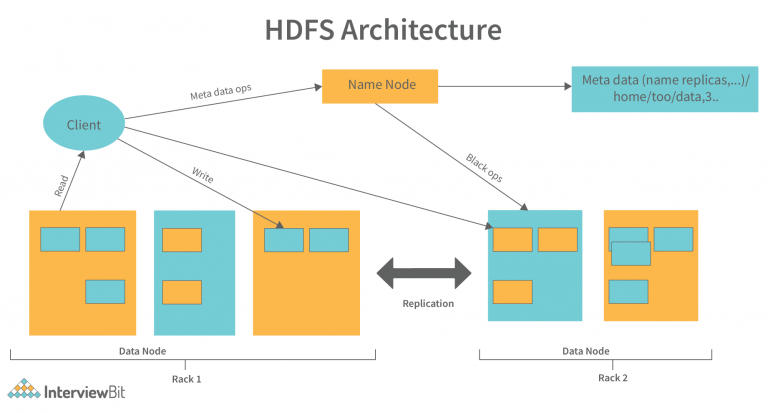 HDFS Architecture
Meta data ops
Name Node
Meta data (name replicas,...)/
home/too/data,3..
Client
Read
Write
Black ops
Replication
Data Node
Rack 1
Data Node
Rack 2
InterviewBit